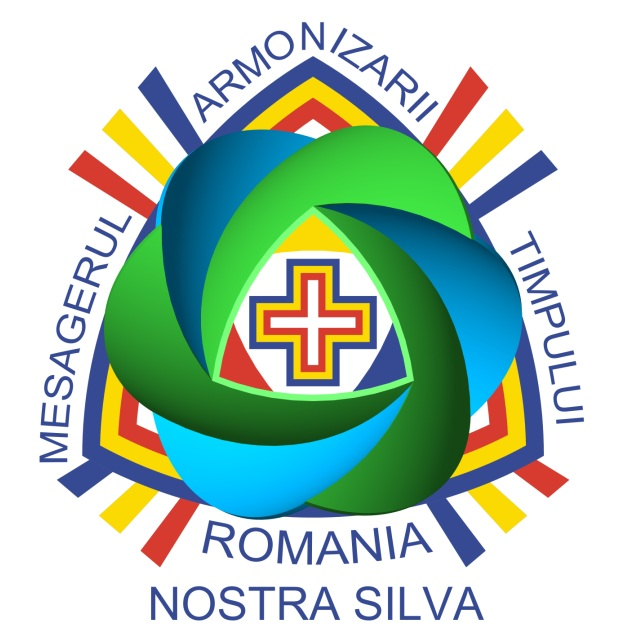 MESAGERUL
ARMONIZARII
TIMPULUI
ROMANIA
NOSTRA SILVA